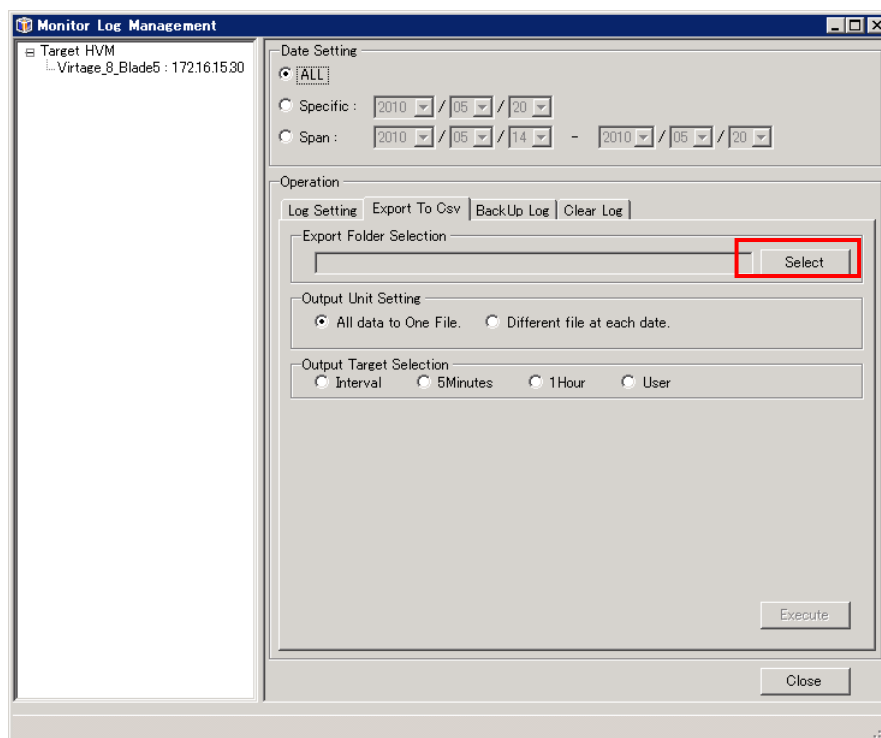 Monitor Log Management
Target HVM
Virtage_8_Blade5 : 172.16.15.30
Date Setting
ALL
Specific : 2010 / 05 / 20
Span : 2010 / 05 / 14 - 2010 / 05 / 20
Operation
Log Setting Export To Csv BackUp Log Clear Log
Export Folder Selection
Select
Output Unit Setting
All data to One File. Different file at each date.
Output Target Selection
Interval 5Minutes 1Hour User
Execute
Close